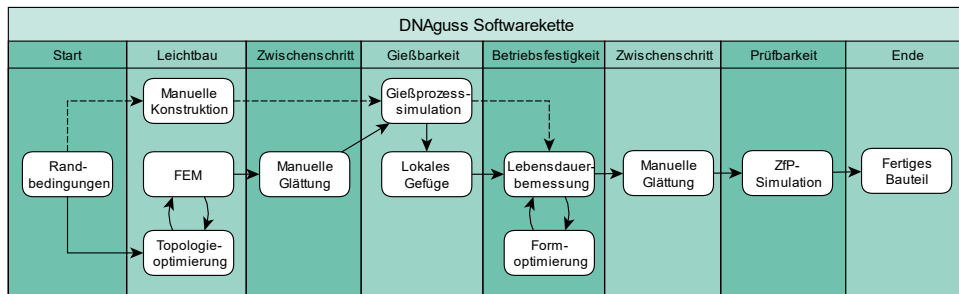 DNAguss Softwarekette
Start
Leichtbau
Zwischenschritt
Gießbarkeit
Betriebsfestigkeit
Zwischenschritt
Prüfbarkeit
Ende
Manuelle
Konstruktion
Gießprozess-
simulation
Rand-
bedingungen
FEM
Manuelle
Glättung
Lokales
Gefüge
Lebensdauer-
bemessung
Manuelle
Glättung
ZfP-
Simulation
Fertiges
Bauteil
Topologie-
optimierung
Form-
optimierung